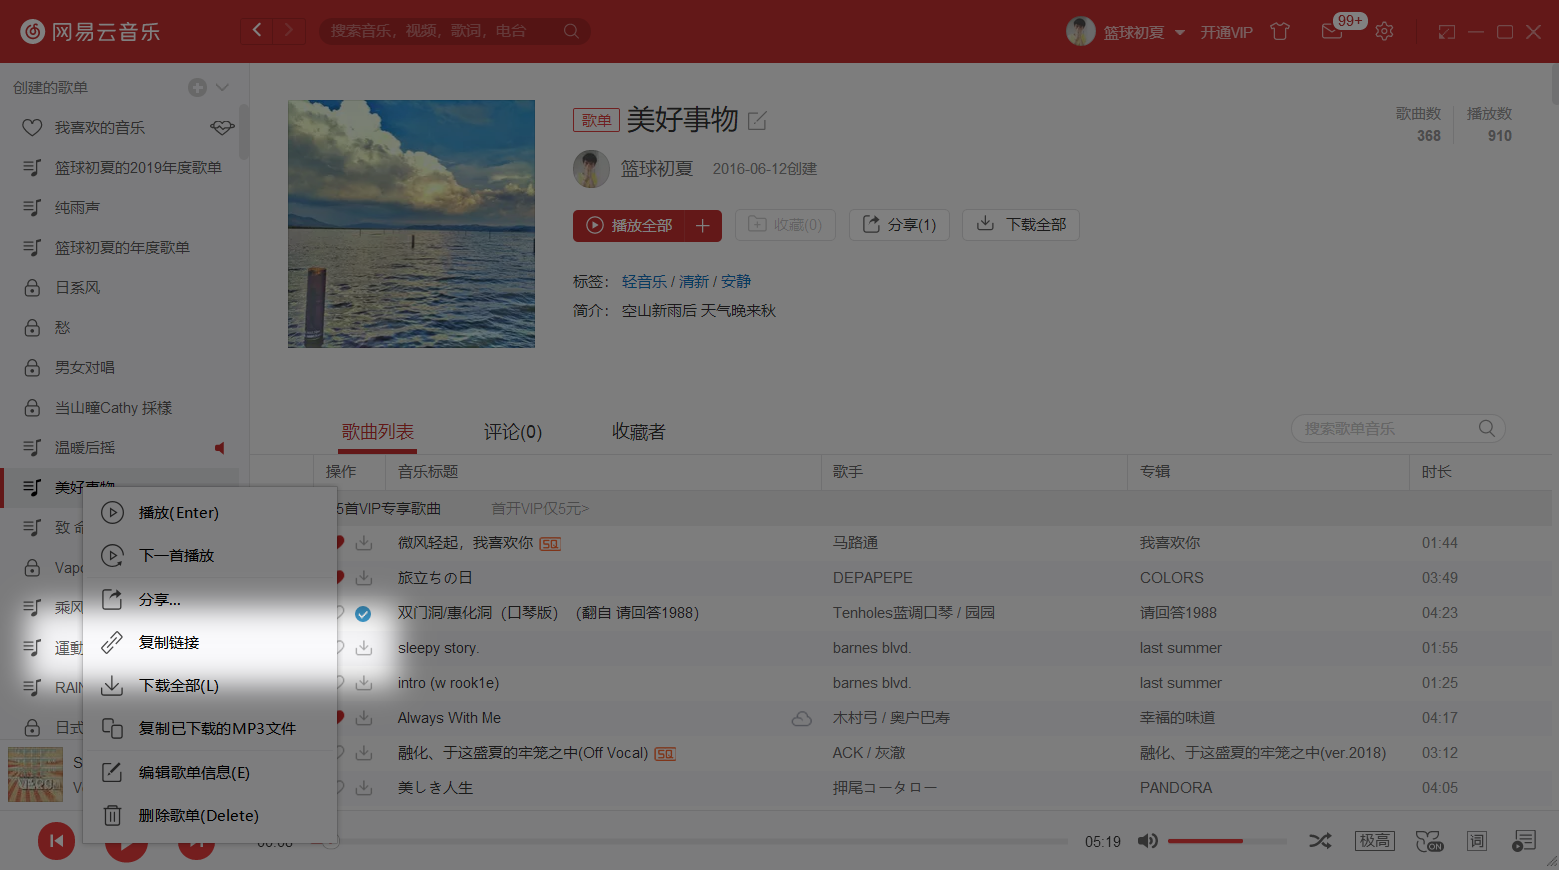 网易云音乐
搜索音乐，视频，歌词，电台
篮球初夏
开通VIP
99+
创建的歌单
我喜欢的音乐
篮球初夏的2019年度歌单
纯雨声
篮球初夏的年度歌单
日系风
愁
男女对唱
当山瞳Cathy 採樣
温暖后摇
美好事物
致 命
Vapo
乘风
運動
RAIN
日式
歌单 美好事物
篮球初夏 2016-06-12创建
歌曲数 播放数
368 910
播放全部
收藏(0)
分享(1)
下载全部
标签： 轻音乐 / 清新 / 安静
简介： 空山新雨后 天气晚来秋
歌曲列表 评论(0) 收藏者
搜索歌单音乐
操作 音乐标题 歌手 专辑 时长
5首VIP专享歌曲 首开VIP仅5元>
微风轻起，我喜欢你 SQ 马路通 我喜欢你 01:44
旅立ちの日 DEPAPEPE COLORS 03:49
双门洞/惠化洞（口琴版）（翻自 请回答1988） Tenholes蓝调口琴 / 园园 请回答1988 04:23
sleepy story. barnes blvd. last summer 01:55
intro (w rook1e) barnes blvd. last summer 01:25
Always With Me 木村弓 / 奥户巴寿 幸福的味道 04:17
融化、于这盛夏的牢笼之中(Off Vocal) SQ ACK / 灰澈 融化、于这盛夏的牢笼之中(ver.2018) 03:12
美しき人生 押尾コータロー PANDORA 04:05
播放(Enter)
下一首播放
分享...
复制链接
下载全部(L)
复制已下载的MP3文件
编辑歌单信息(E)
删除歌单(Delete)
05:19
极高
ON
词